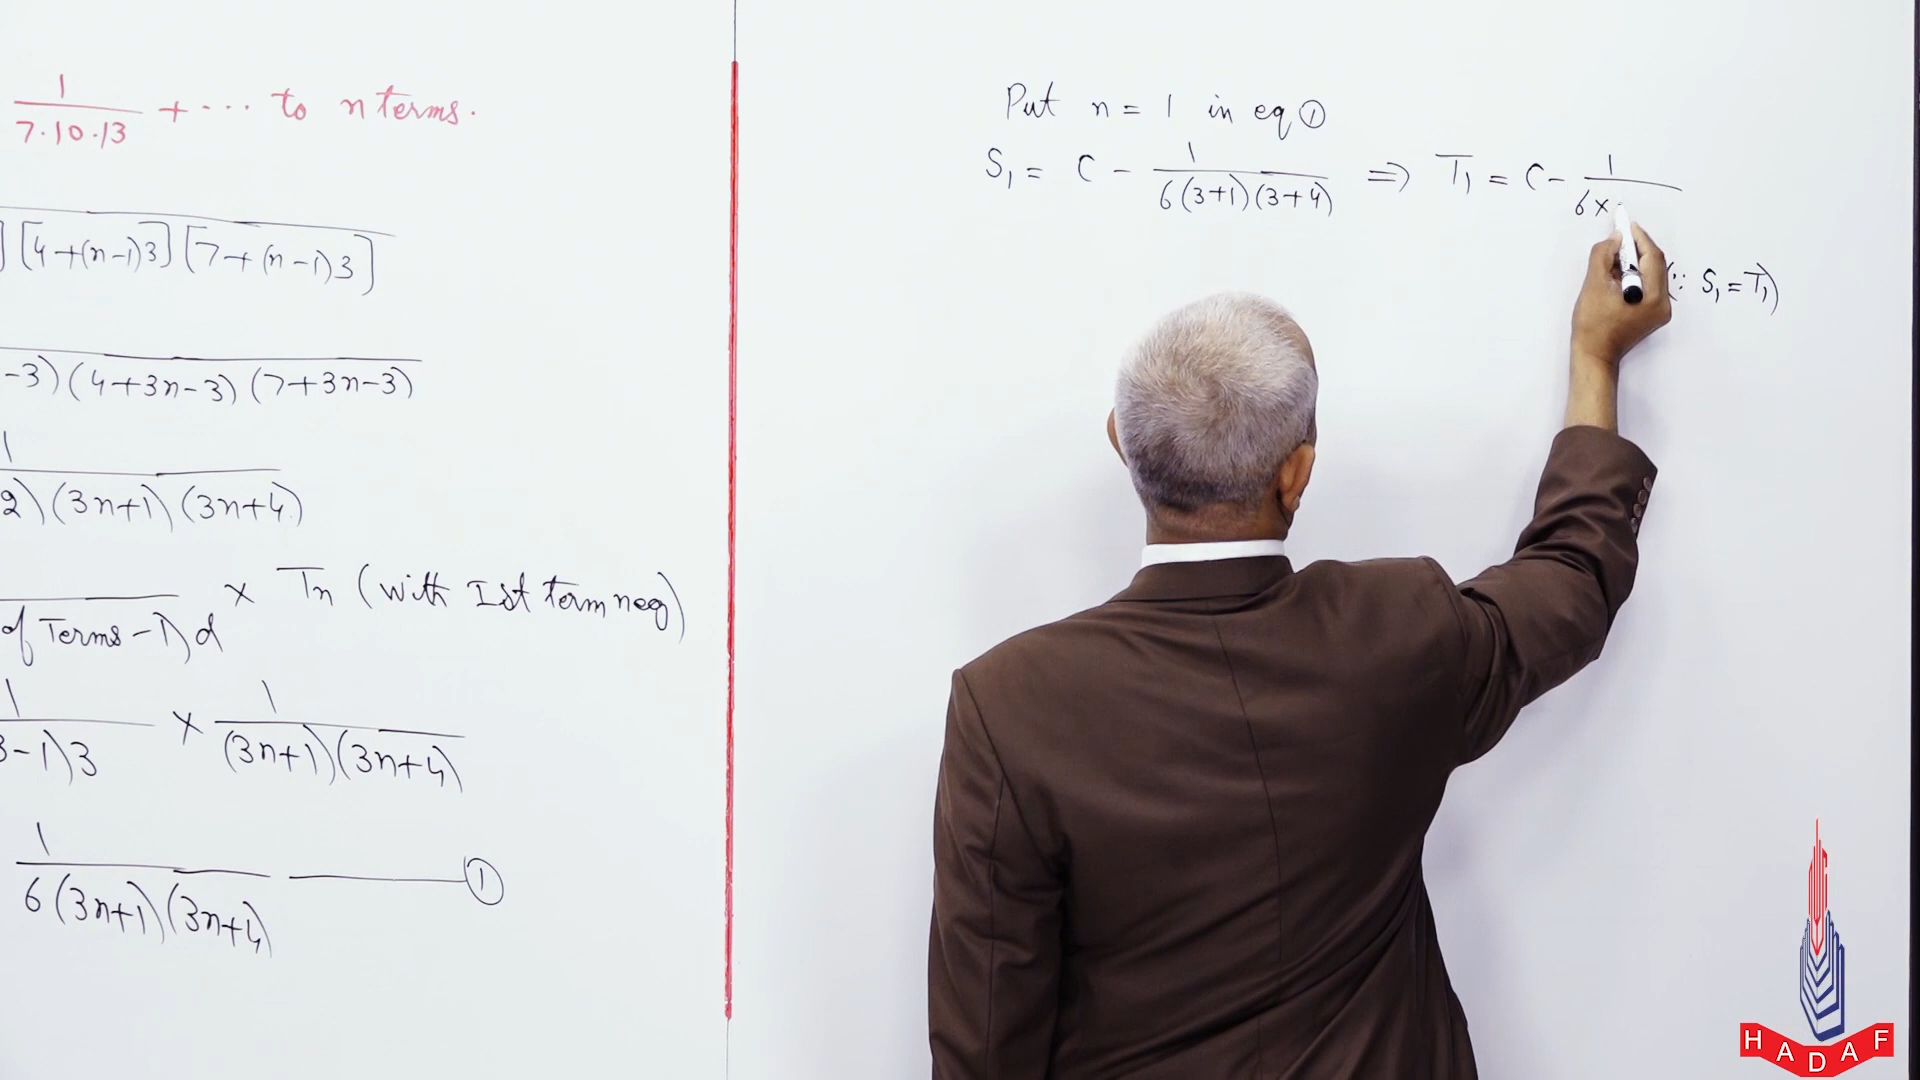 1/(7·10·13) + ··· to n terms.
][4+(n-1)3][7+(n-1)3]
-3)(4+3n-3)(7+3n-3)
1/2)(3n+1)(3n+4)
of Terms-1)d × Tn (with Ist term neg)
1/3-1)3 × 1/(3n+1)(3n+4)
1/6(3n+1)(3n+4) ——— ①
Put n = 1 in eq ①
S₁ = C - 1/6(3+1)(3+4) ⇒ T₁ = C - 1/6×
(∵ S₁ = T₁)
HADAF